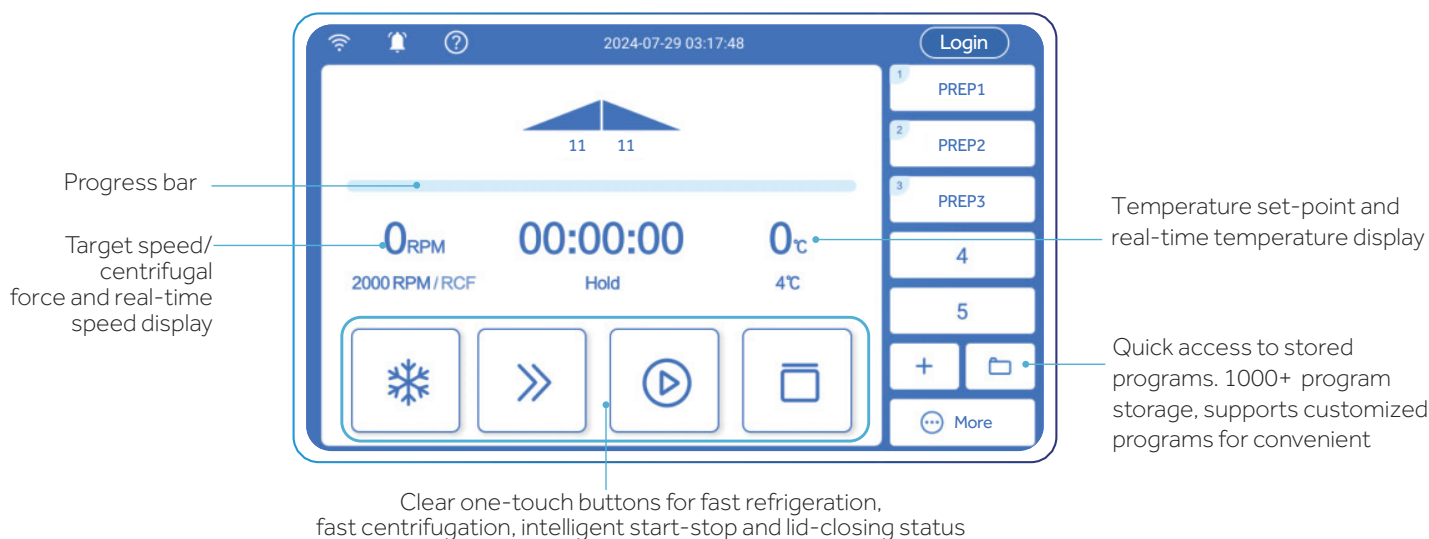 2024-07-29 03:17:48
Login
11 11
Progress bar
0RPM
00:00:00
0℃
2000 RPM / RCF
Hold
4℃
Target speed/
centrifugal
force and real-time
speed display
1
PREP1
2
PREP2
3
PREP3
4
5
+
More
Temperature set-point and
real-time temperature display
Quick access to stored
programs. 1000+ program
storage, supports customized
programs for convenient
Clear one-touch buttons for fast refrigeration,
fast centrifugation, intelligent start-stop and lid-closing status